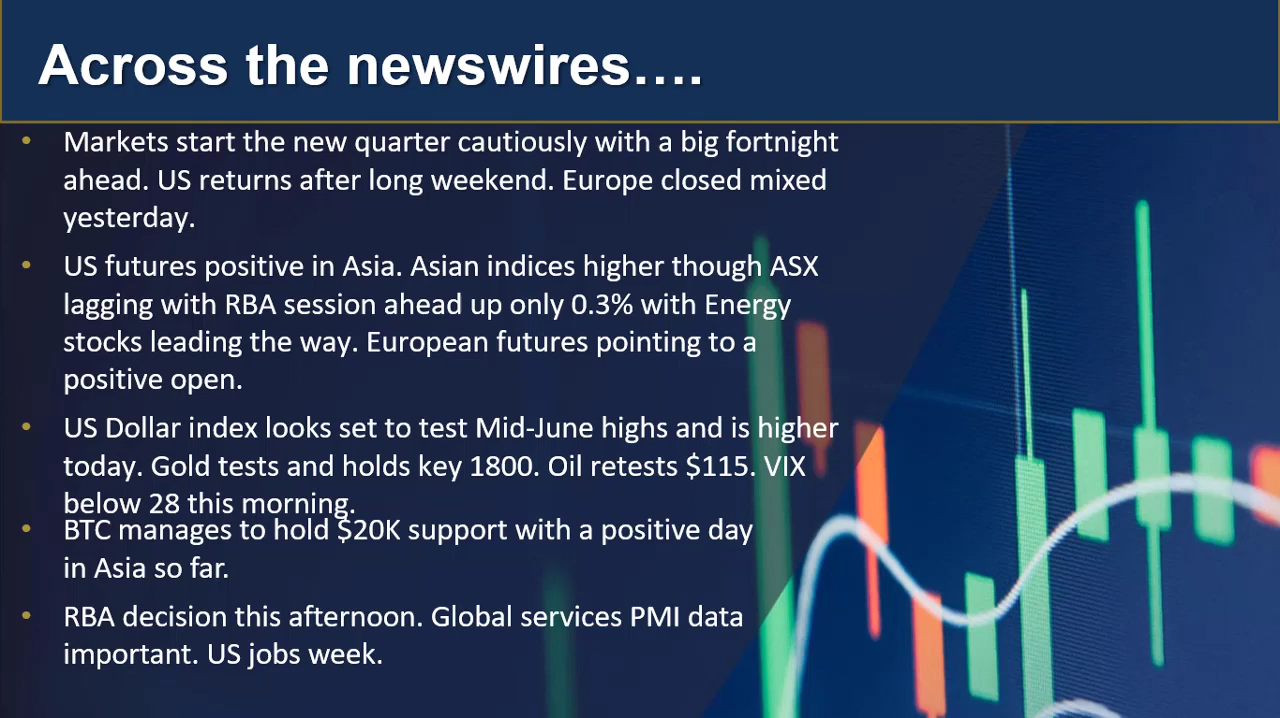 Across the newswires….
• Markets start the new quarter cautiously with a big fortnight
ahead. US returns after long weekend. Europe closed mixed
yesterday.
• US futures positive in Asia. Asian indices higher though ASX
lagging with RBA session ahead up only 0.3% with Energy
stocks leading the way. European futures pointing to a
positive open.
• US Dollar index looks set to test Mid-June highs and is higher
today. Gold tests and holds key 1800. Oil retests $115. VIX
below 28 this morning.
• BTC manages to hold $20K support with a positive day
in Asia so far.
• RBA decision this afternoon. Global services PMI data
important. US jobs week.